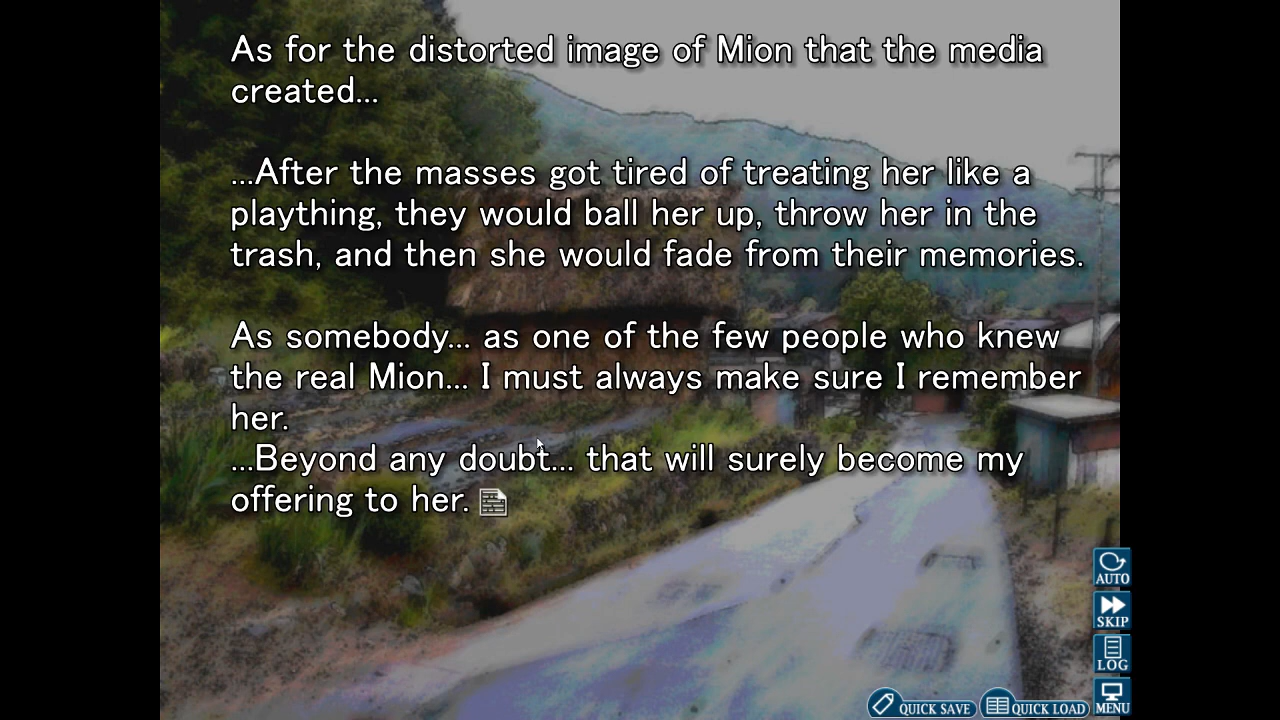 As for the distorted image of Mion that the media
created...
...After the masses got tired of treating her like a
plaything, they would ball her up, throw her in the
trash, and then she would fade from their memories.
As somebody... as one of the few people who knew
the real Mion... I must always make sure I remember
her.
...Beyond any doubt... that will surely become my
offering to her.
AUTO
SKIP
LOG
MENU
QUICK SAVE
QUICK LOAD